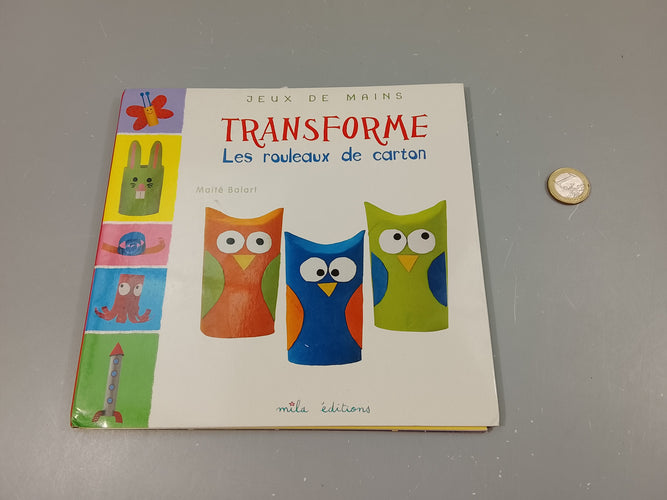 JEUX DE MAINS
TRANSFORME
Les rouleaux de carton
Maïté Balart
mila éditions